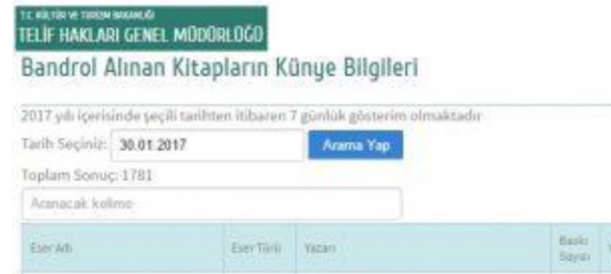 T.C. KÜLTÜR VE TURİZM BAKANLIĞI
TELİF HAKLARI GENEL MÜDÜRLÜĞÜ
Bandrol Alınan Kitapların Künye Bilgileri
2017 yılı içerisinde seçili tarihten itibaren 7 günlük gösterim olmaktadır
Tarih Seçiniz: 30.01.2017 Arama Yap
Toplam Sonuç: 1781
Aranacak kelime
Eser Adı Eser Türü Yazarı Baskı Sayısı